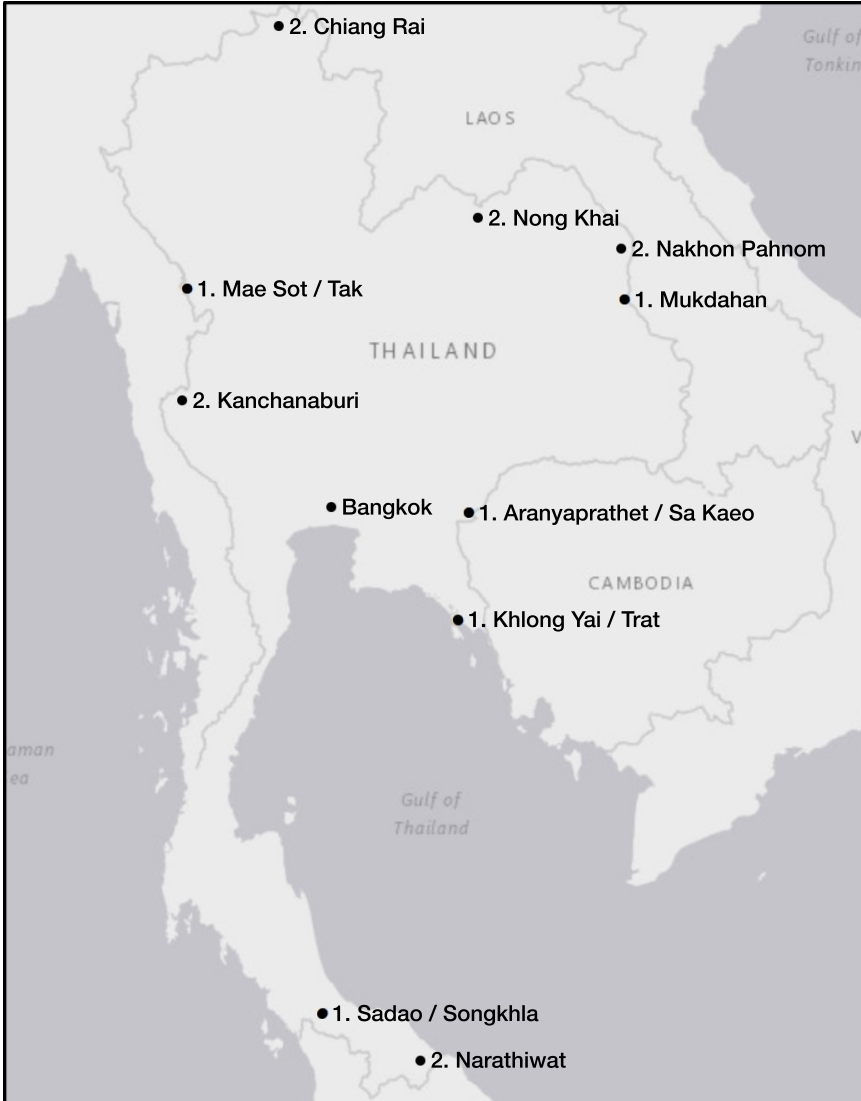 2. Chiang Rai
Gulf of
Tonkin
LAOS
2. Nong Khai
2. Nakhon Pahnom
1. Mae Sot / Tak
1. Mukdahan
THAILAND
2. Kanchanaburi
V
Bangkok
1. Aranyaprathet / Sa Kaeo
CAMBODIA
1. Khlong Yai / Trat
aman
ea
Gulf of
Thailand
1. Sadao / Songkhla
2. Narathiwat